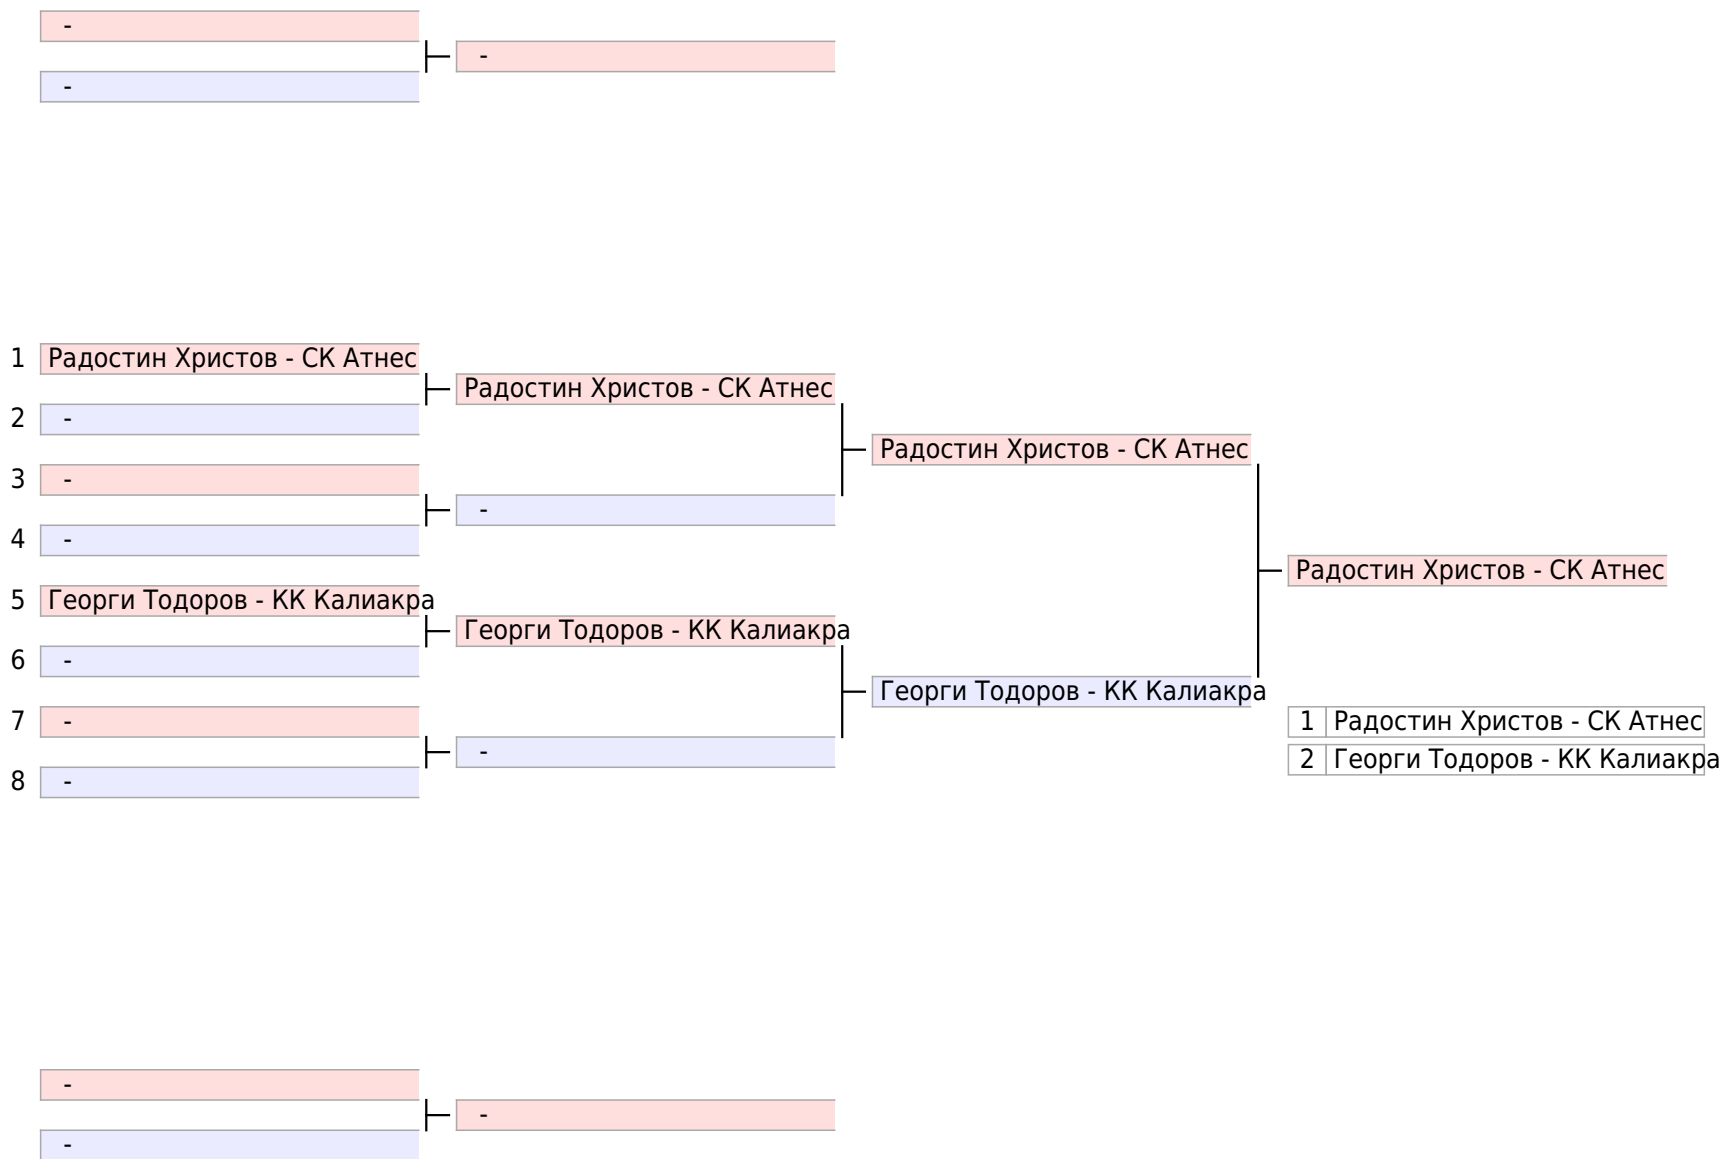 -
-
-
1 Радостин Христов - СК Атнес
Радостин Христов - СК Атнес
2 -
Радостин Христов - СК Атнес
3 -
-
4 -
Радостин Христов - СК Атнес
5 Георги Тодоров - КК Калиакра
Георги Тодоров - КК Калиакра
6 -
Георги Тодоров - КК Калиакра
7 -
1 Радостин Христов - СК Атнес
-
2 Георги Тодоров - КК Калиакра
8 -
-
-
-